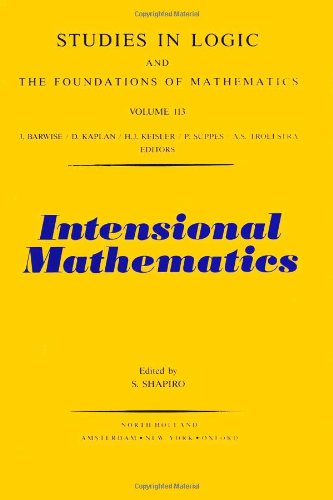 STUDIES IN LOGIC
AND
THE FOUNDATIONS OF MATHEMATICS
VOLUME 113
J. BARWISE / D. KAPLAN / H.J. KEISLER / P. SUPPES / A.S. TROELSTRA
EDITORS
Intensional
Mathematics
Edited by
S. SHAPIRO
NORTH HOLLAND
AMSTERDAM • NEW YORK • OXFORD